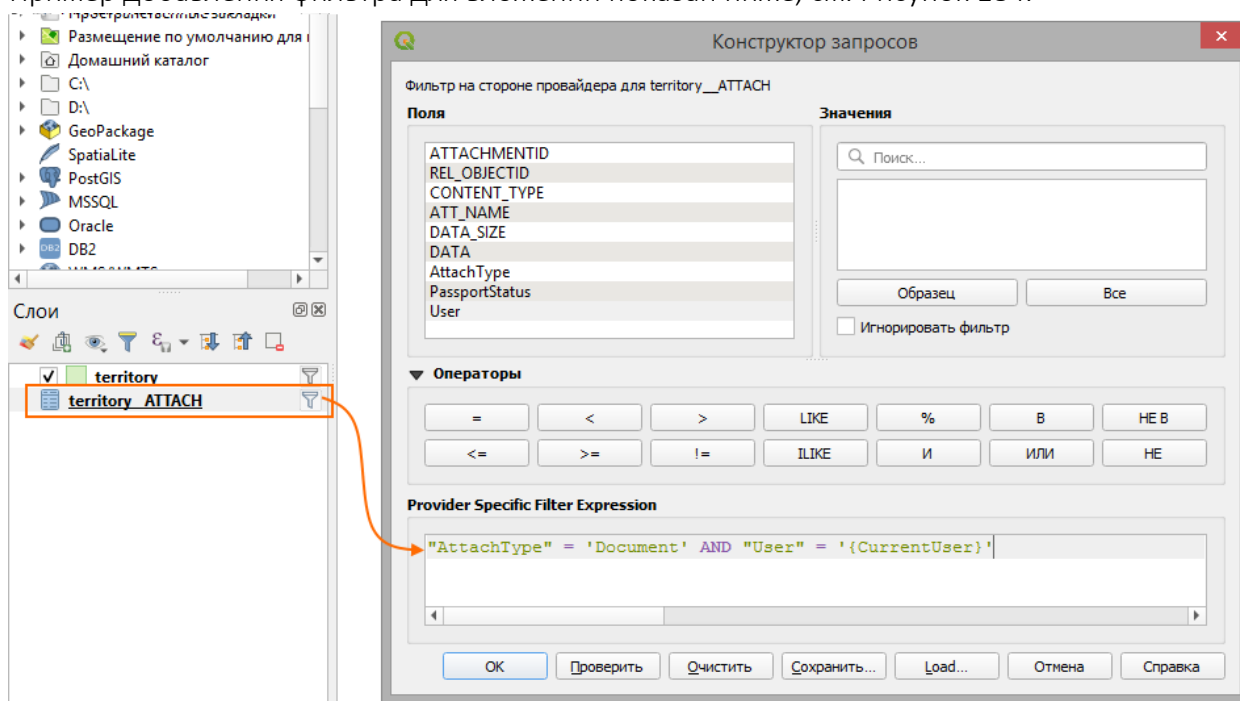 Размещение по умолчанию для
Домашний каталог
C:\
D:\
GeoPackage
SpatiaLite
PostGIS
MSSQL
Oracle
DB2
DB2
Слои
territory
territory__ATTACH
Конструктор запросов
Фильтр на стороне провайдера для territory__ATTACH
Поля
ATTACHMENTID
REL_OBJECTID
CONTENT_TYPE
ATT_NAME
DATA_SIZE
DATA
AttachType
PassportStatus
User
Значения
Поиск...
Образец
Все
Игнорировать фильтр
Операторы
= < > LIKE % В НЕ В
<= >= != ILIKE И ИЛИ НЕ
Provider Specific Filter Expression
"AttachType" = 'Document' AND "User" = '{CurrentUser}'
OK Проверить Очистить Сохранить... Load... Отмена Справка